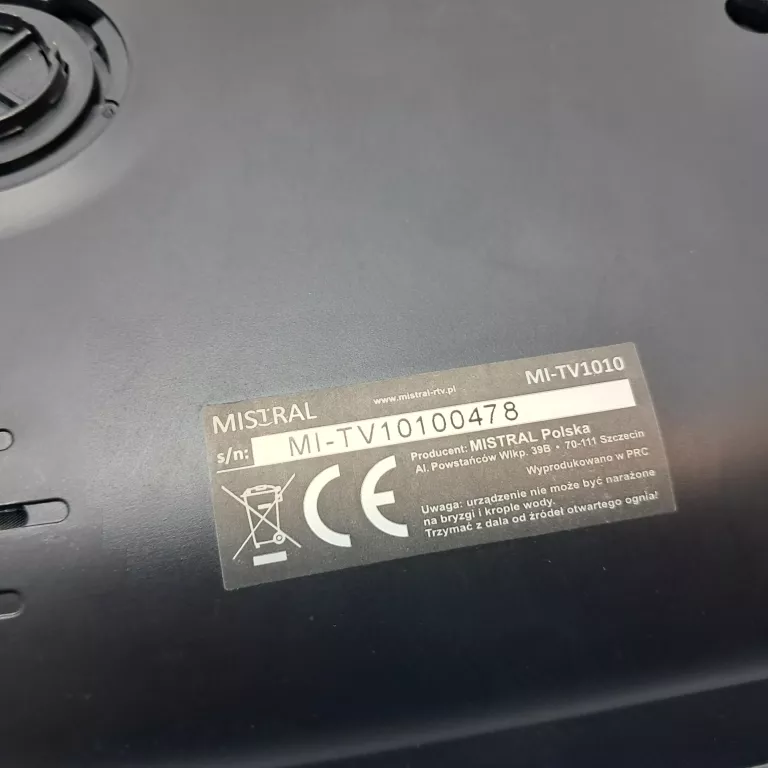 MISTRAL
www.mistral-rtv.pl
MI-TV1010
s/n: MI-TV10100478
Producent: MISTRAL Polska
Al. Powstańców Wlkp. 39B • 70-111 Szczecin
Wyprodukowano w PRC
CE
Uwaga: urządzenie nie może być narażone
na bryzgi i krople wody.
Trzymać z dala od źródeł otwartego ognia!